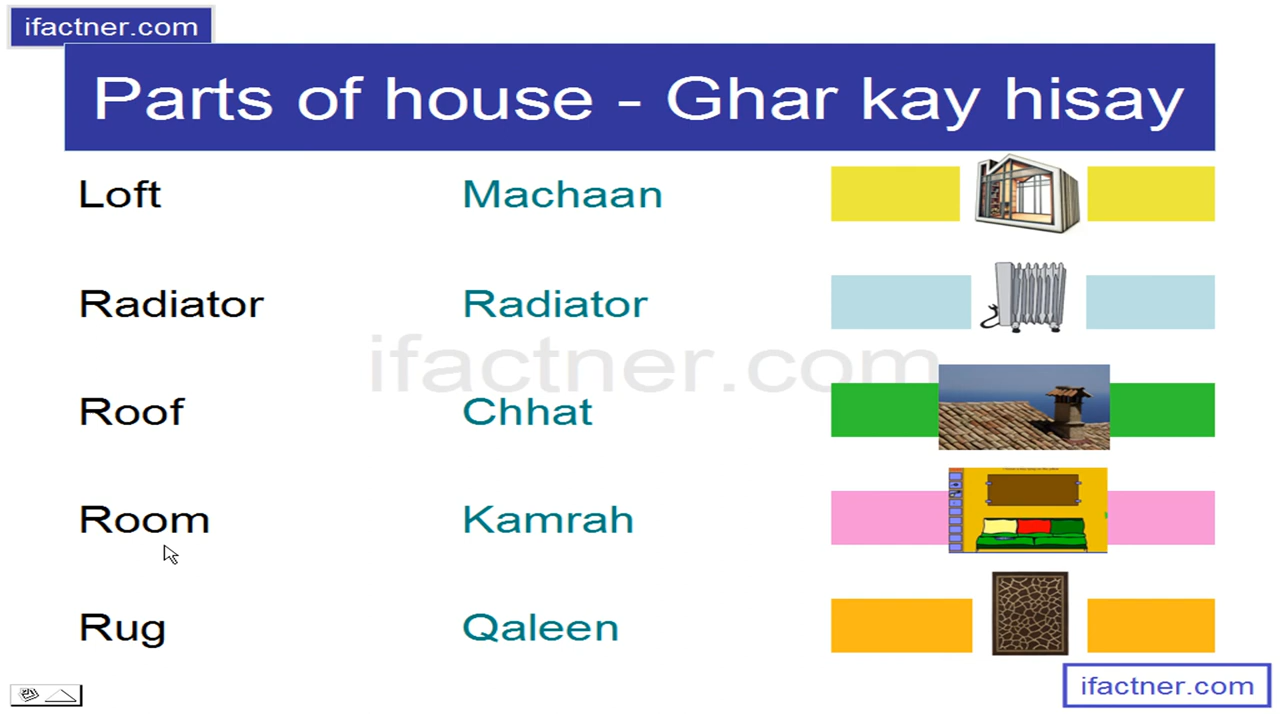 ifactner.com
Parts of house - Ghar kay hisay
Loft Machaan
Radiator Radiator
ifactner.com
Roof Chhat
Room Kamrah
Rug Qaleen
ifactner.com